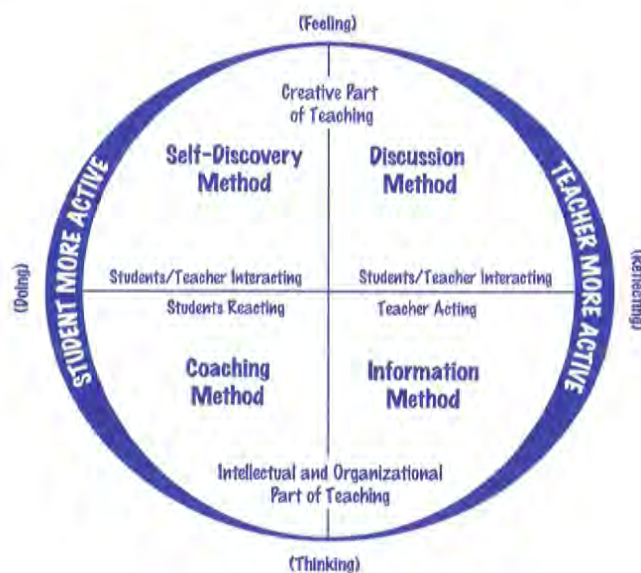 (Feeling)
Creative Part
of Teaching
Self-Discovery
Method
Discussion
Method
STUDENT MORE ACTIVE
TEACHER MORE ACTIVE
(Doing)
Students/Teacher Interacting
Students/Teacher Interacting
Students Reacting
Teacher Acting
Coaching
Method
Information
Method
Intellectual and Organizational
Part of Teaching
(Thinking)